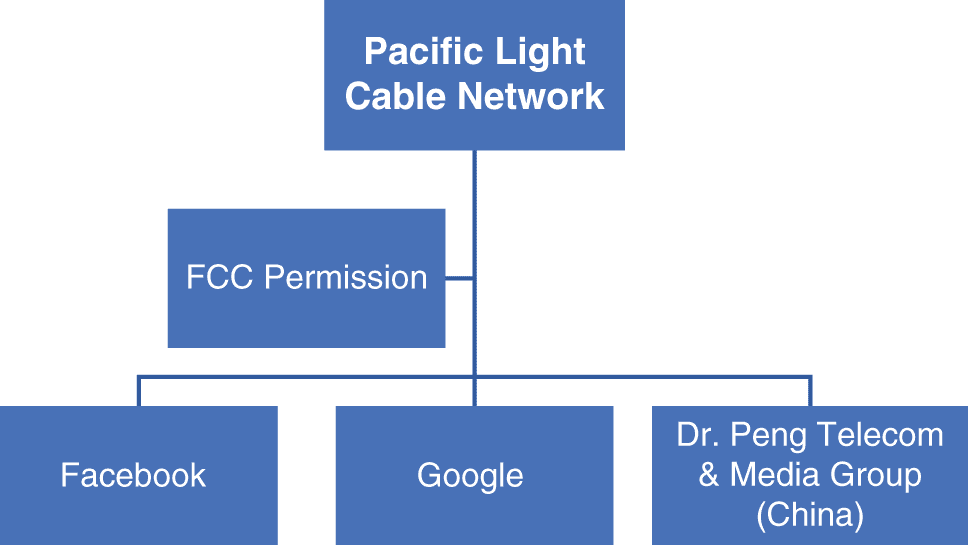 Pacific Light
Cable Network
FCC Permission
Facebook
Google
Dr. Peng Telecom
& Media Group
(China)